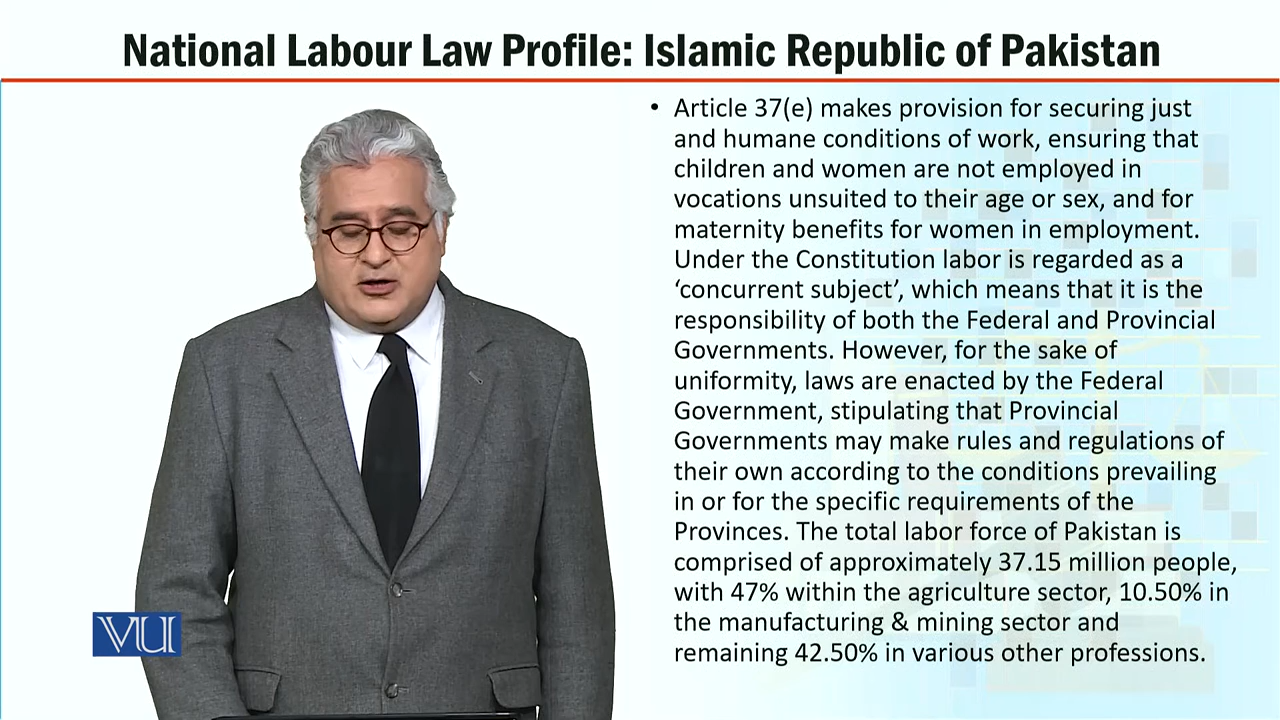 National Labour Law Profile: Islamic Republic of Pakistan
• Article 37(e) makes provision for securing just
and humane conditions of work, ensuring that
children and women are not employed in
vocations unsuited to their age or sex, and for
maternity benefits for women in employment.
Under the Constitution labor is regarded as a
‘concurrent subject’, which means that it is the
responsibility of both the Federal and Provincial
Governments. However, for the sake of
uniformity, laws are enacted by the Federal
Government, stipulating that Provincial
Governments may make rules and regulations of
their own according to the conditions prevailing
in or for the specific requirements of the
Provinces. The total labor force of Pakistan is
comprised of approximately 37.15 million people,
with 47% within the agriculture sector, 10.50% in
the manufacturing & mining sector and
remaining 42.50% in various other professions.
VU